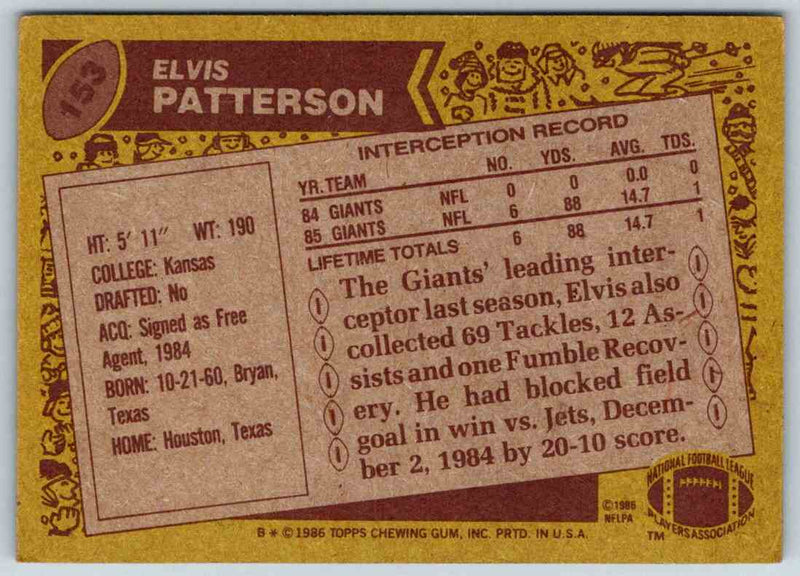 153
ELVIS
PATTERSON
INTERCEPTION RECORD
YR. TEAM NO. YDS. AVG. TDS.
84 GIANTS NFL 0 0 0.0 0
85 GIANTS NFL 6 88 14.7 1
LIFETIME TOTALS 6 88 14.7 1
HT: 5' 11" WT: 190
COLLEGE: Kansas
DRAFTED: No
ACQ: Signed as Free
Agent, 1984
BORN: 10-21-60, Bryan,
Texas
HOME: Houston, Texas
The Giants' leading inter-
ceptor last season, Elvis also
collected 69 Tackles, 12 As-
sists and one Fumble Recov-
ery. He had blocked field
goal in win vs. Jets, Decem-
ber 2, 1984 by 20-10 score.
©1986
NFLPA
NATIONAL FOOTBALL LEAGUE
PLAYERS ASSOCIATION
TM
B * © 1986 TOPPS CHEWING GUM, INC. PRTD. IN U.S.A.